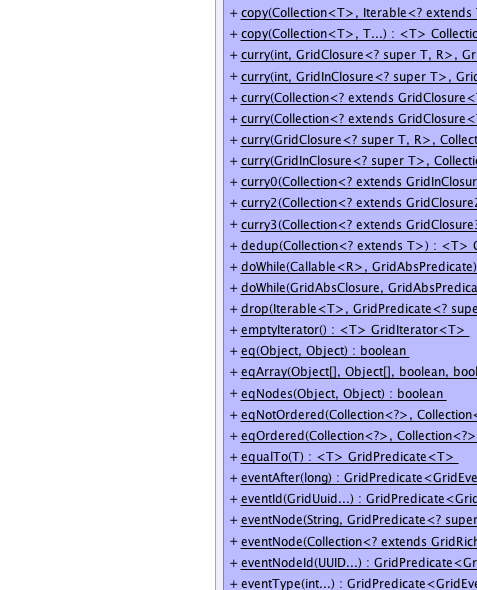 + copy(Collection<T>, Iterable<? extends
+ copy(Collection<T>, T...) : <T> Collectio
+ curry(int, GridClosure<? super T, R>, Gr
+ curry(int, GridInClosure<? super T>, Grid
+ curry(Collection<? extends GridClosure<
+ curry(Collection<? extends GridClosure<
+ curry(GridClosure<? super T, R>, Collect
+ curry(GridInClosure<? super T>, Collecti
+ curry0(Collection<? extends GridInClosur
+ curry2(Collection<? extends GridClosure2
+ curry3(Collection<? extends GridClosure3
+ dedup(Collection<? extends T>) : <T>
+ doWhile(Callable<R>, GridAbsPredicate)
+ doWhile(GridAbsClosure, GridAbsPredica
+ drop(Iterable<T>, GridPredicate<? supe
+ emptyIterator() : <T> GridIterator<T>
+ eq(Object, Object) : boolean
+ eqArray(Object[], Object[], boolean, bool
+ eqNodes(Object, Object) : boolean
+ eqNotOrdered(Collection<?>, Collection<
+ eqOrdered(Collection<?>, Collection<?>
+ equalTo(T) : <T> GridPredicate<T>
+ eventAfter(long) : GridPredicate<GridEve
+ eventId(GridUuid...) : GridPredicate<Grid
+ eventNode(String, GridPredicate<? super
+ eventNode(Collection<? extends GridRich
+ eventNodeId(UUID...) : GridPredicate<Gr
+ eventType(int...) : GridPredicate<GridEve